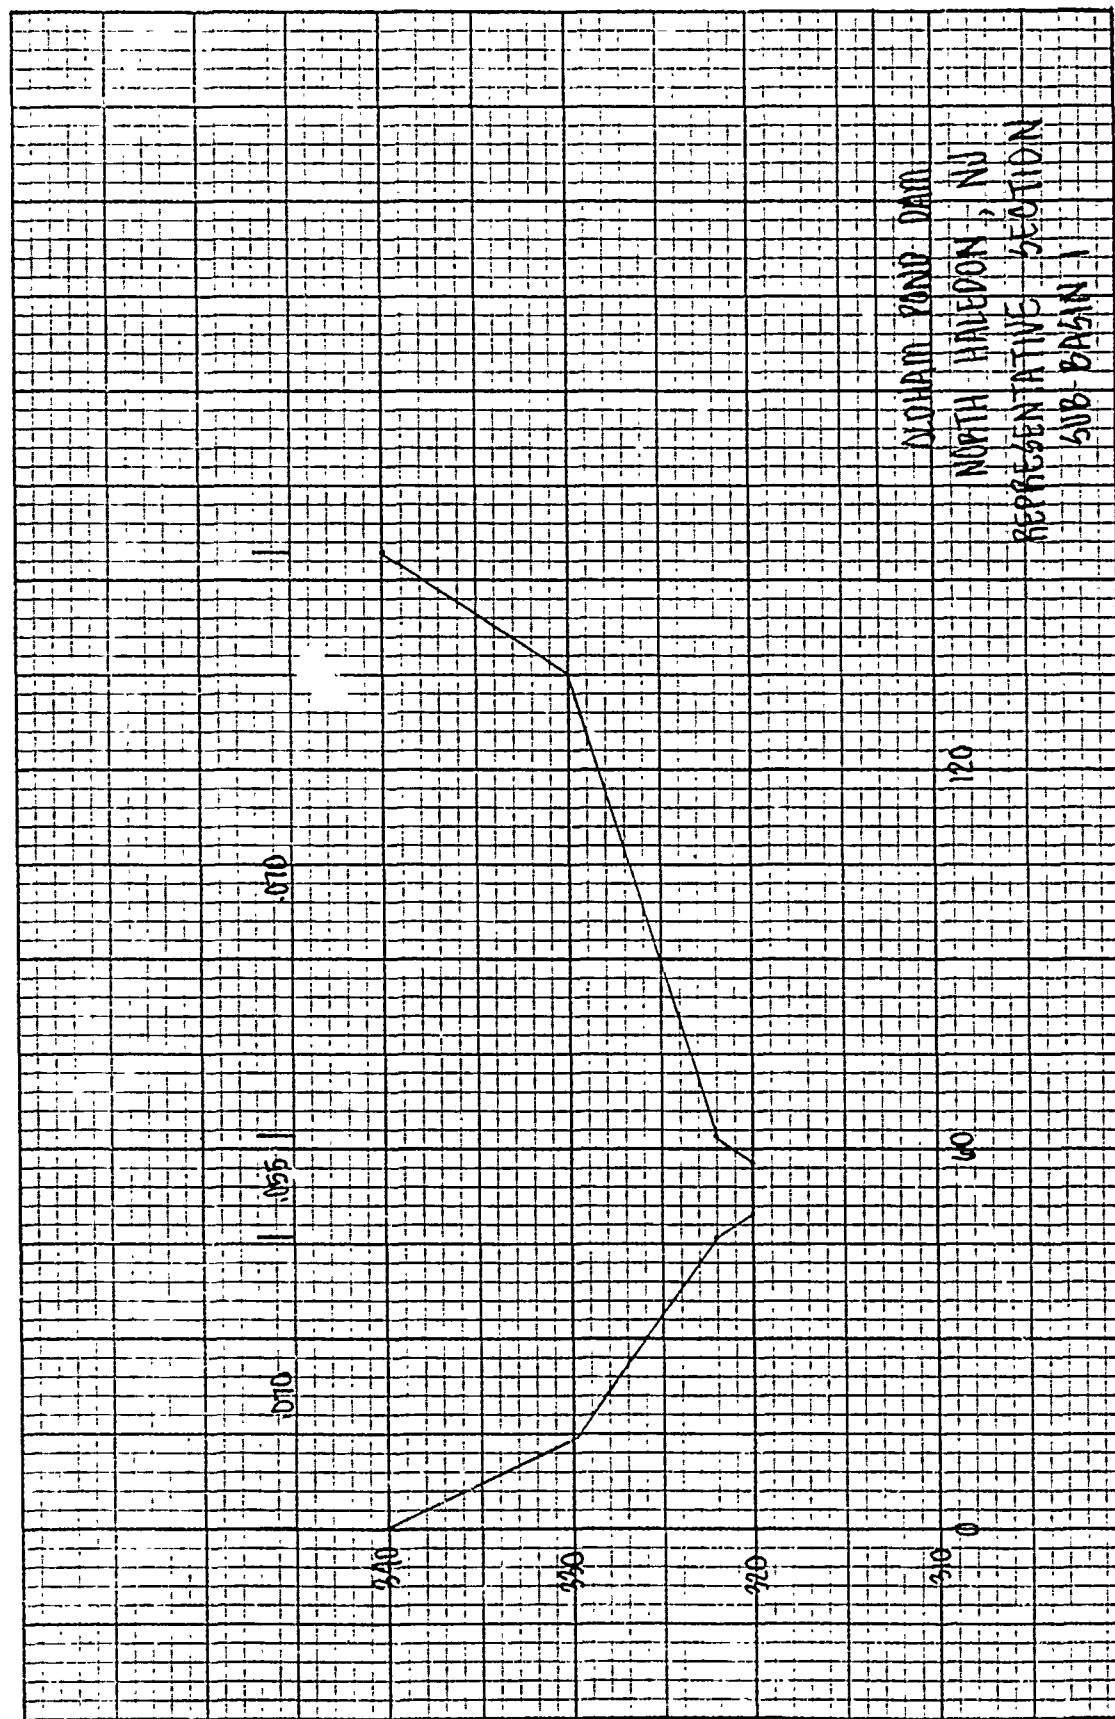 .070
.055
.070
340
330
320
310
0
60
120
OLDHAM POND DAM
NORTH HALEDON, NJ
REPRESENTATIVE SECTION
SUB-BASIN 1